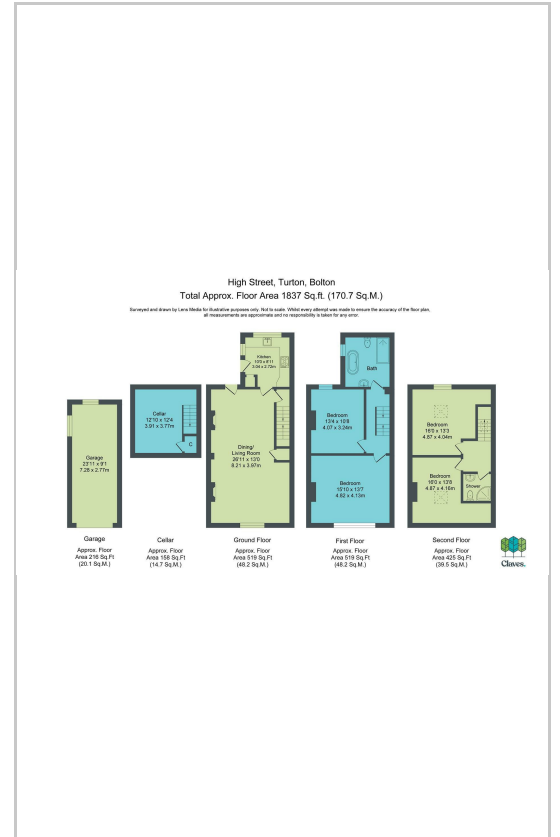 High Street, Turton, Bolton
Total Approx. Floor Area 1837 Sq.ft. (170.7 Sq.M.)
Surveyed and drawn by Lens Media for illustrative purposes only. Not to scale. Whilst every attempt was made to ensure the accuracy of the floor plan,
all measurements are approximate and no responsibility is taken for any error.
Garage
23'11 x 9'1
7.28 x 2.77m
Cellar
12'10 x 12'4
3.91 x 3.77m
C
Kitchen
10'0 x 8'11
3.04 x 2.72m
Dining/
Living Room
26'11 x 13'0
8.21 x 3.97m
Bath
Bedroom
13'4 x 10'8
4.07 x 3.24m
Bedroom
15'10 x 13'7
4.82 x 4.13m
Bedroom
16'0 x 13'3
4.87 x 4.04m
Bedroom
16'0 x 13'8
4.87 x 4.16m
Shower
Garage
Approx. Floor
Area 216 Sq.Ft
(20.1 Sq.M.)
Cellar
Approx. Floor
Area 158 Sq.Ft
(14.7 Sq.M.)
Ground Floor
Approx. Floor
Area 519 Sq.Ft
(48.2 Sq.M.)
First Floor
Approx. Floor
Area 519 Sq.Ft
(48.2 Sq.M.)
Second Floor
Approx. Floor
Area 425 Sq.Ft
(39.5 Sq.M.)
Claves.